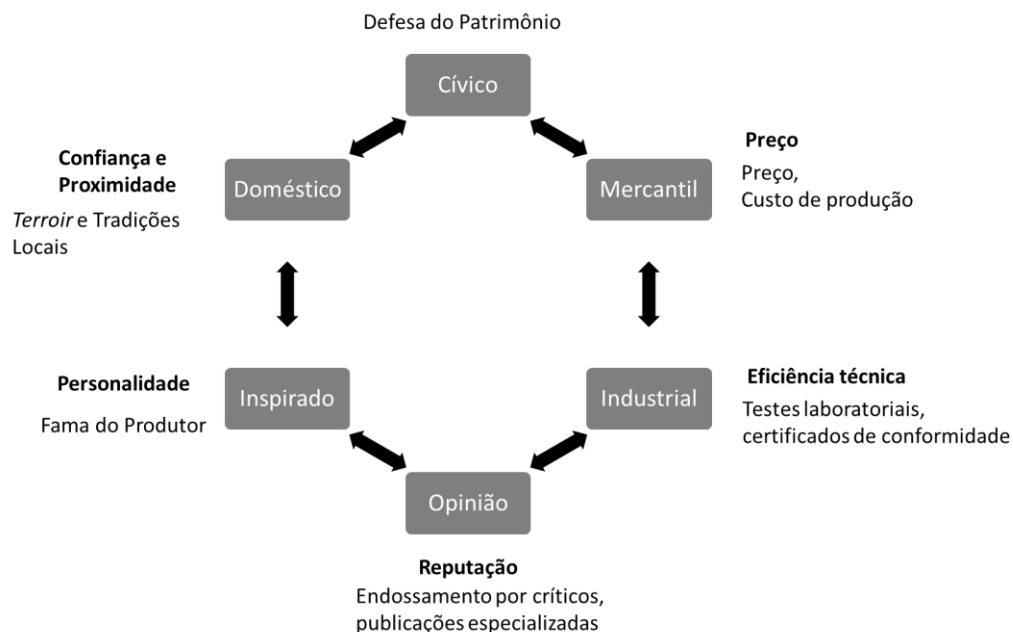 Defesa do Patrimônio
Cívico
Confiança e
Proximidade
Terroir e Tradições
Locais
Doméstico
Mercantil
Preço
Preço,
Custo de produção
Personalidade
Fama do Produtor
Inspirado
Industrial
Eficiência técnica
Testes laboratoriais,
certificados de conformidade
Opinião
Reputação
Endossamento por críticos,
publicações especializadas